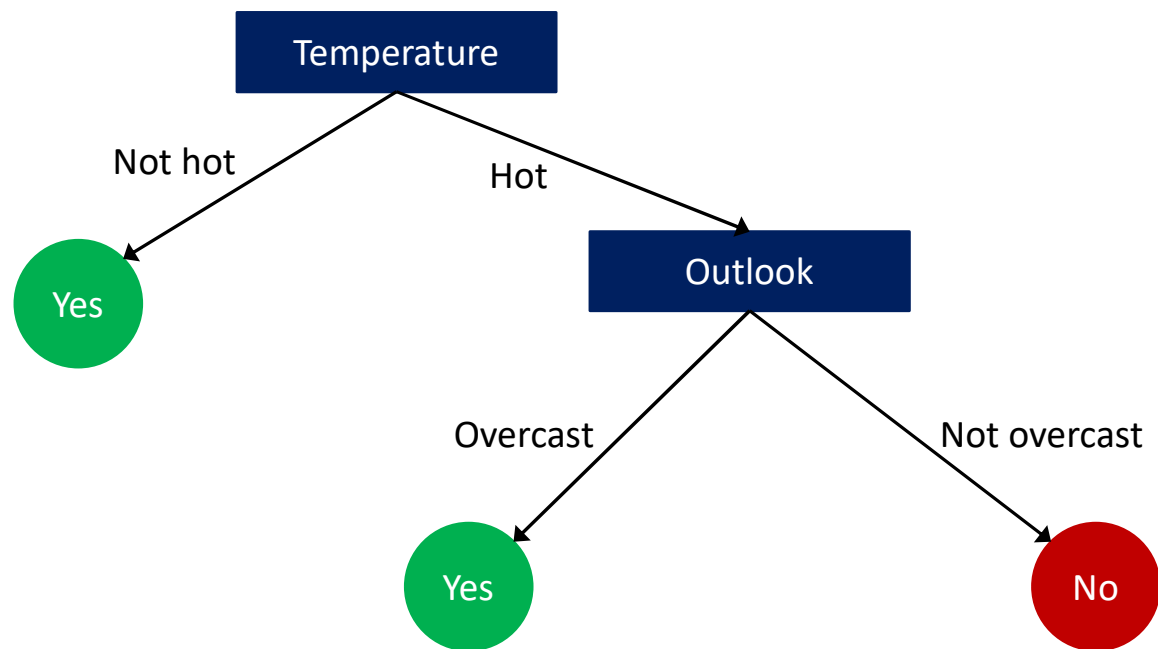 Temperature
Not hot
Hot
Yes
Outlook
Overcast
Not overcast
Yes
No